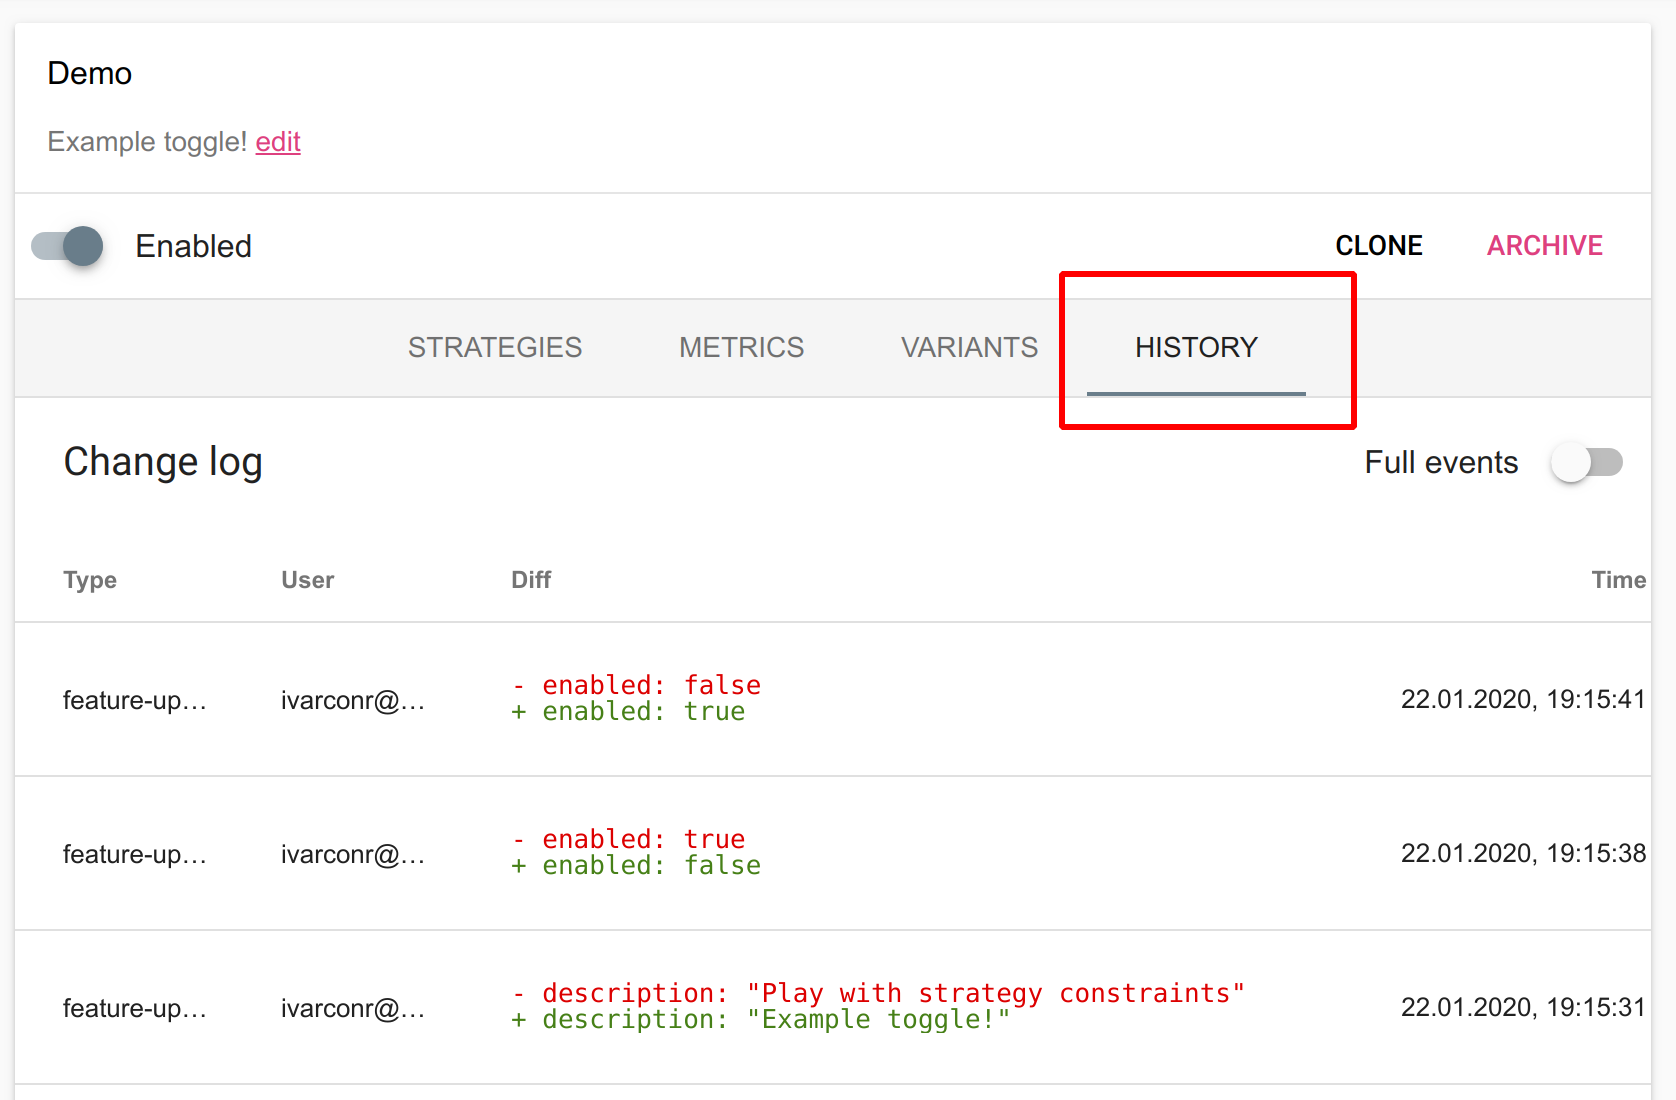 Demo
Example toggle! edit
Enabled
CLONE
ARCHIVE
STRATEGIES
METRICS
VARIANTS
HISTORY
Change log
Full events
Type
User
Diff
Time
feature-up…
ivarconr@…
- enabled: false
+ enabled: true
22.01.2020, 19:15:41
feature-up…
ivarconr@…
- enabled: true
+ enabled: false
22.01.2020, 19:15:38
feature-up…
ivarconr@…
- description: "Play with strategy constraints"
+ description: "Example toggle!"
22.01.2020, 19:15:31